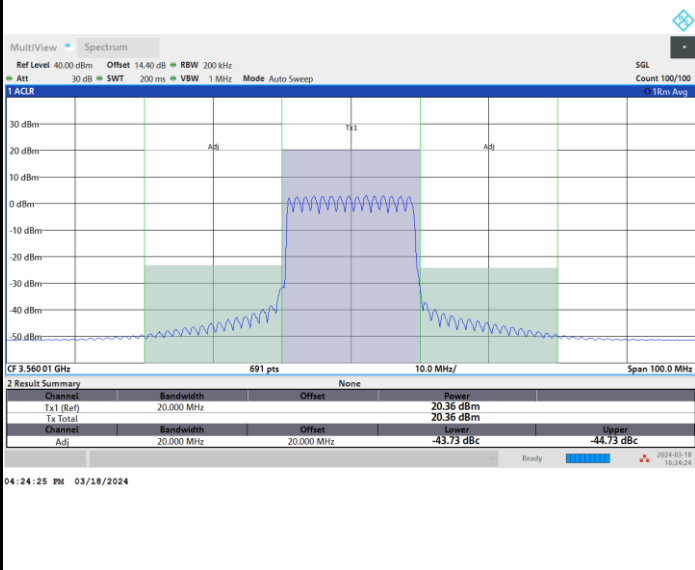 MultiView Spectrum
Ref Level 40.00 dBm Offset 14.40 dB RBW 200 kHz SGL
Att 30 dB SWT 200 ms VBW 1 MHz Mode Auto Sweep Count 100/100
1 ACLR 1Rm Avg
30 dBm
Tx1
20 dBm Adj Adj
10 dBm
0 dBm
-10 dBm
-20 dBm
-30 dBm
-40 dBm
-50 dBm
CF 3.56001 GHz 691 pts 10.0 MHz/ Span 100.0 MHz
2 Result Summary None
Channel Bandwidth Offset Power
Tx1 (Ref) 20.000 MHz 20.36 dBm
Tx Total 20.36 dBm
Channel Bandwidth Offset Lower Upper
Adj 20.000 MHz 20.000 MHz -43.73 dBc -44.73 dBc
Ready 2024-03-18
16:24:24
04:24:25 PM 03/18/2024